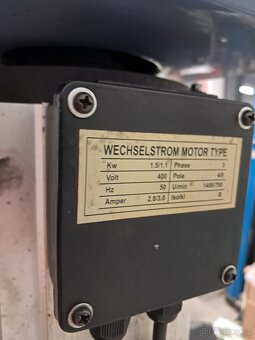 WECHSELSTROM MOTOR TYPE
Kw 1.5/1.1 Phase 3
Volt 400 Pole 4/8
Hz 50 U/min 1400/700
Amper 2.8/3.0 Isolkl B